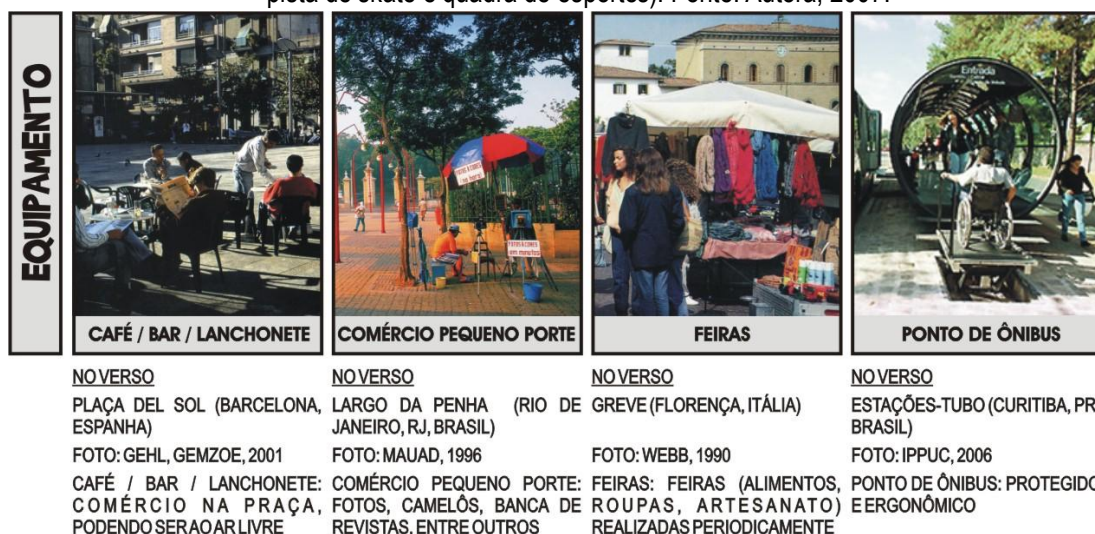 EQUIPAMENTO
Entrada
FOTOS A CORES
em minutos
CAFÉ / BAR / LANCHONETE
COMÉRCIO PEQUENO PORTE
FEIRAS
PONTO DE ÔNIBUS
NO VERSO
PLAÇA DEL SOL (BARCELONA,
ESPANHA)
FOTO: GEHL, GEMZOE, 2001
CAFÉ / BAR / LANCHONETE:
COMÉRCIO NA PRAÇA,
PODENDO SER AO AR LIVRE
NO VERSO
LARGO DA PENHA (RIO DE
JANEIRO, RJ, BRASIL)
FOTO: MAUAD, 1996
COMÉRCIO PEQUENO PORTE:
FOTOS, CAMELÔS, BANCA DE
REVISTAS, ENTRE OUTROS
NO VERSO
GREVE (FLORENÇA, ITÁLIA)
FOTO: WEBB, 1990
FEIRAS: FEIRAS (ALIMENTOS,
ROUPAS, ARTESANATO)
REALIZADAS PERIODICAMENTE
NO VERSO
ESTAÇÕES-TUBO (CURITIBA, PR
BRASIL)
FOTO: IPPUC, 2006
PONTO DE ÔNIBUS: PROTEGIDO
E ERGONÔMICO